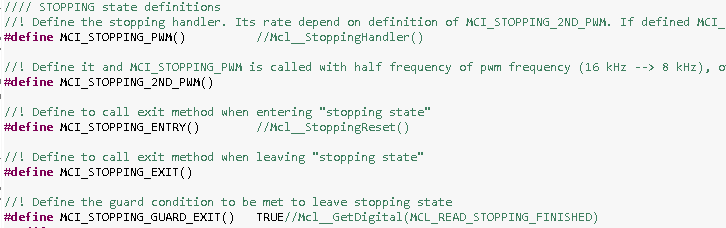 //// STOPPING state definitions
//! Define the stopping handler. Its rate depend on definition of MCI_STOPPING_2ND_PWM. If defined MCI_
#define MCI_STOPPING_PWM() //Mcl__StoppingHandler()
//! Define it and MCI_STOPPING_PWM is called with half frequency of pwm frequency (16 kHz --> 8 kHz), o
#define MCI_STOPPING_2ND_PWM()
//! Define to call exit method when entering "stopping state"
#define MCI_STOPPING_ENTRY() //Mcl__StoppingReset()
//! Define to call exit method when leaving "stopping state"
#define MCI_STOPPING_EXIT()
//! Define the guard condition to be met to leave stopping state
#define MCI_STOPPING_GUARD_EXIT() TRUE//Mcl__GetDigital(MCL_READ_STOPPING_FINISHED)